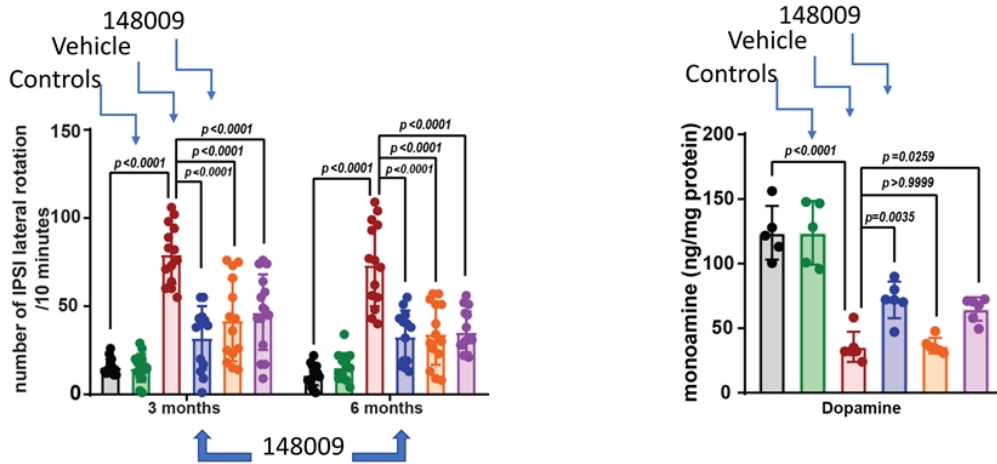 148009
Vehicle
Controls
number of IPSI lateral rotation
/10 minutes
150
100
50
0
p<0.0001
p<0.0001
p<0.0001
p<0.0001
3 months
p<0.0001
p<0.0001
p<0.0001
p<0.0001
6 months
148009
148009
Vehicle
Controls
monoamine (ng/mg protein)
200
150
100
50
0
p<0.0001
p=0.0259
p>0.9999
p=0.0035
Dopamine